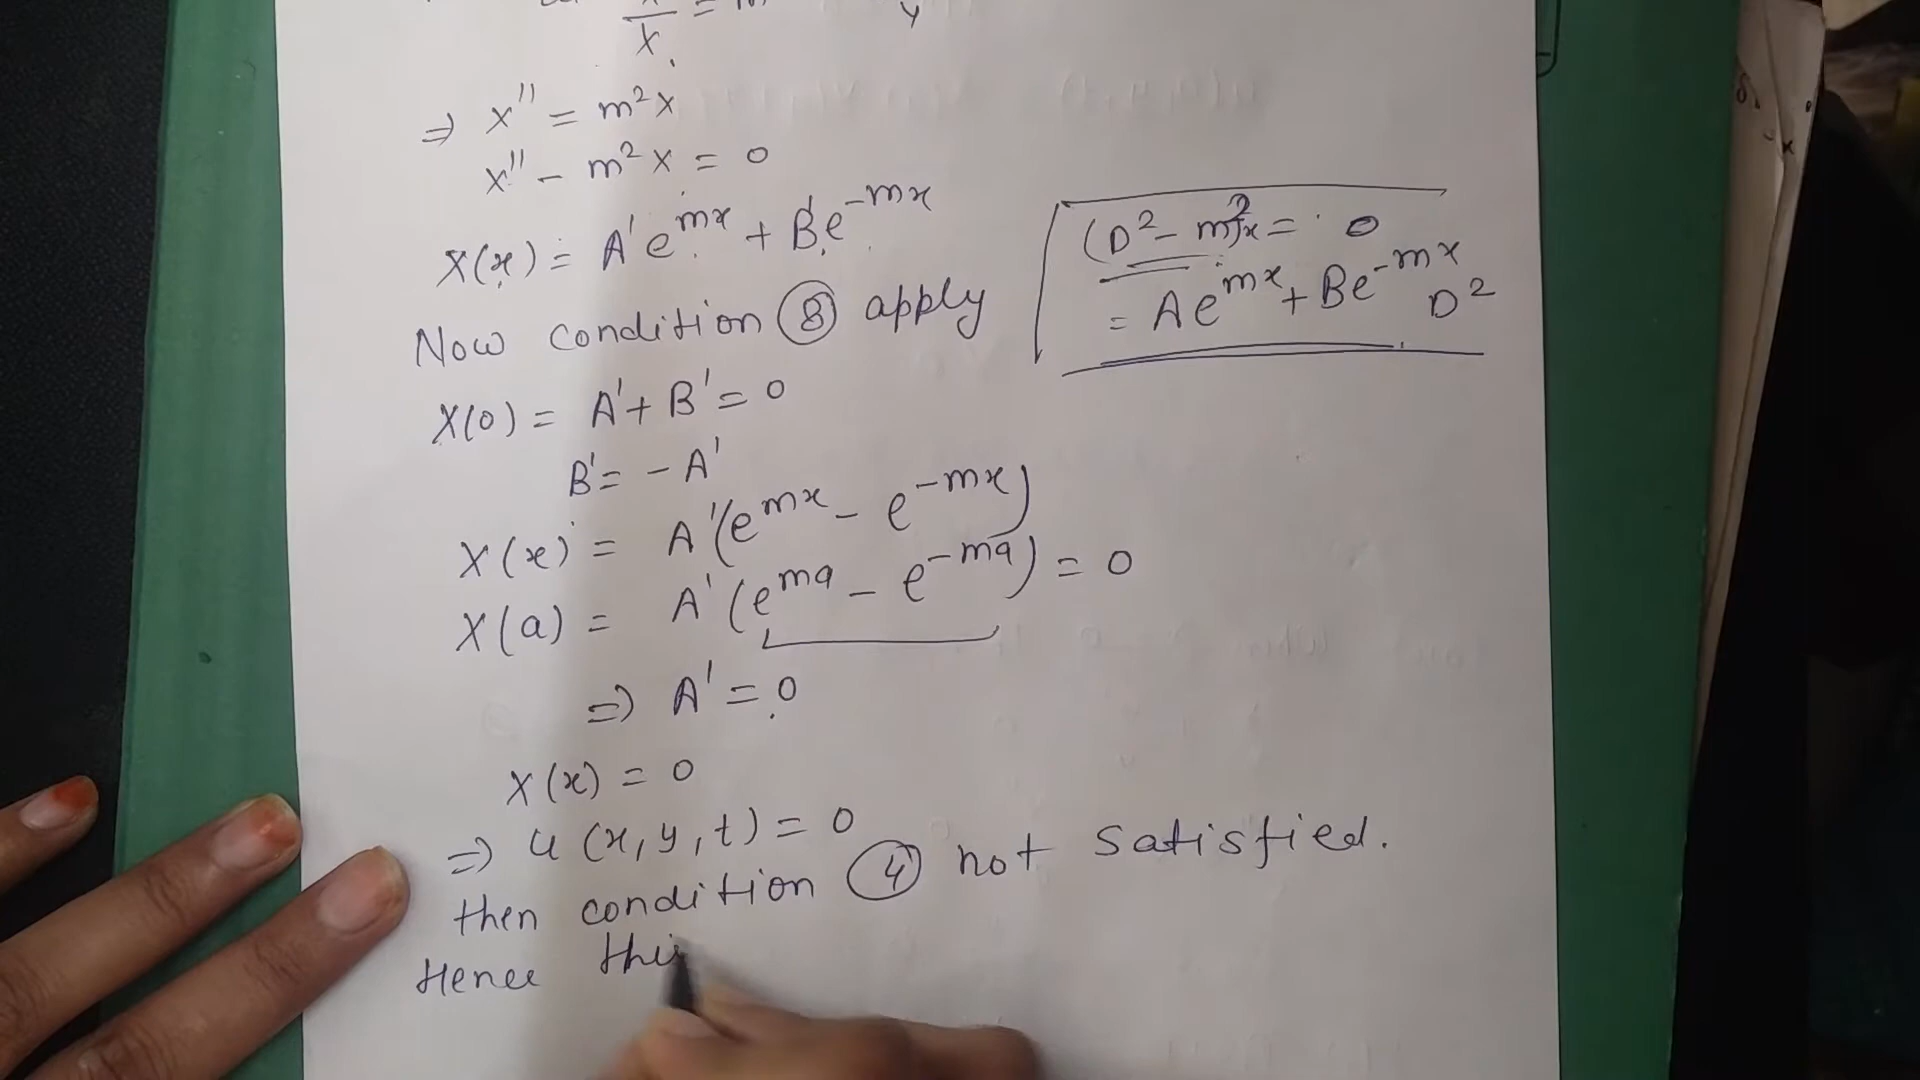 X
y
⇒ X'' = m²X
X'' − m²X = 0
X(x) = A'e^mx + B'e^-mx
(D² − m²)x = 0
= Ae^mx + Be^-mx
D²
Now condition ⑧ apply
X(0) = A' + B' = 0
B' = − A'
X(x) = A'(e^mx − e^-mx)
X(a) = A'(e^ma − e^-ma) = 0
⇒ A' = 0
X(x) = 0
⇒ u(x, y, t) = 0
then condition ④ not satisfied.
Hence thi